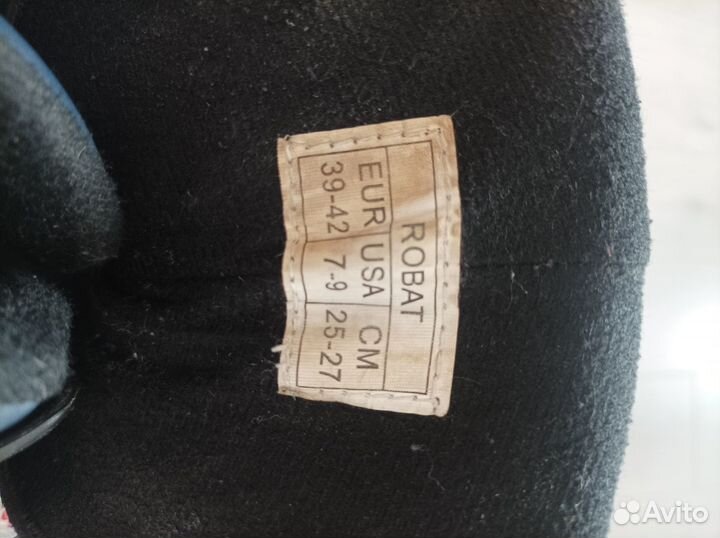 ROBAT
EUR USA CM
39-42 7-9 25-27
Avito